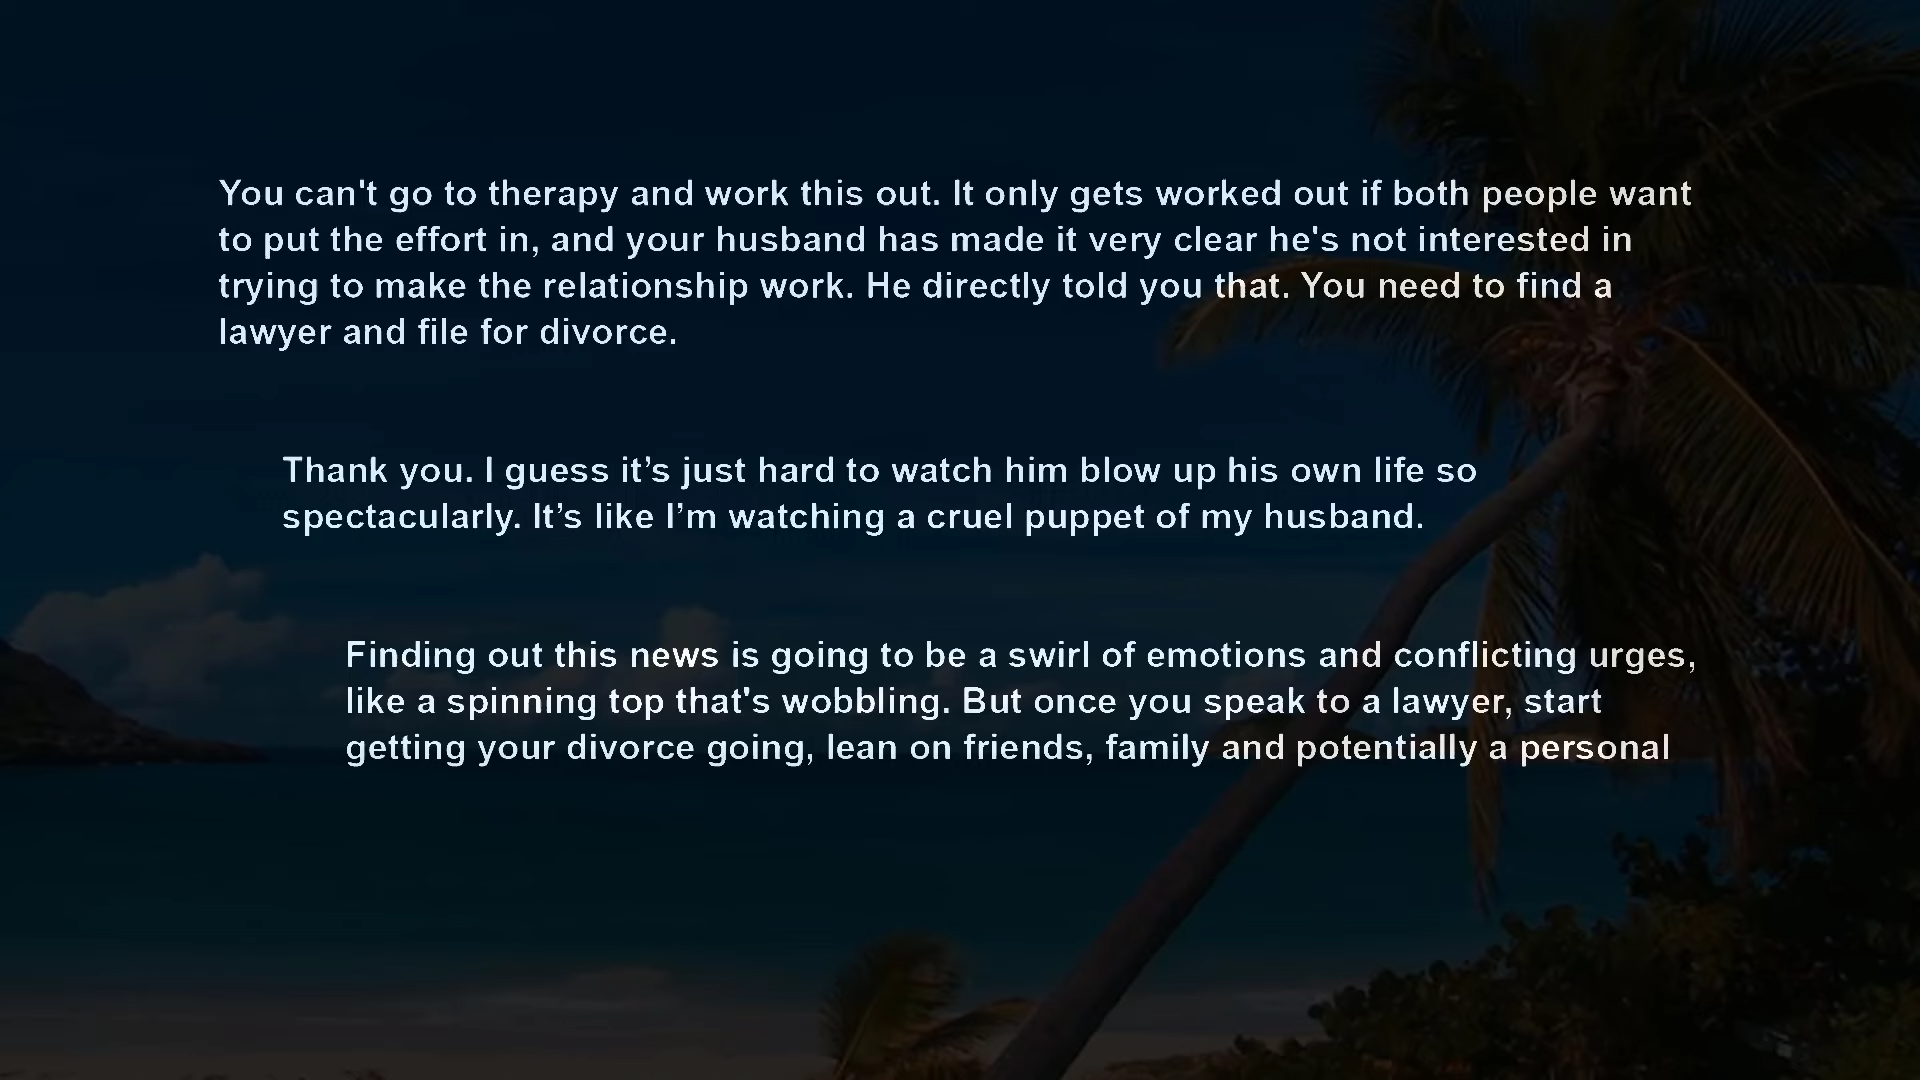 You can't go to therapy and work this out. It only gets worked out if both people want
to put the effort in, and your husband has made it very clear he's not interested in
trying to make the relationship work. He directly told you that. You need to find a
lawyer and file for divorce.
Thank you. I guess it’s just hard to watch him blow up his own life so
spectacularly. It’s like I’m watching a cruel puppet of my husband.
Finding out this news is going to be a swirl of emotions and conflicting urges,
like a spinning top that's wobbling. But once you speak to a lawyer, start
getting your divorce going, lean on friends, family and potentially a personal